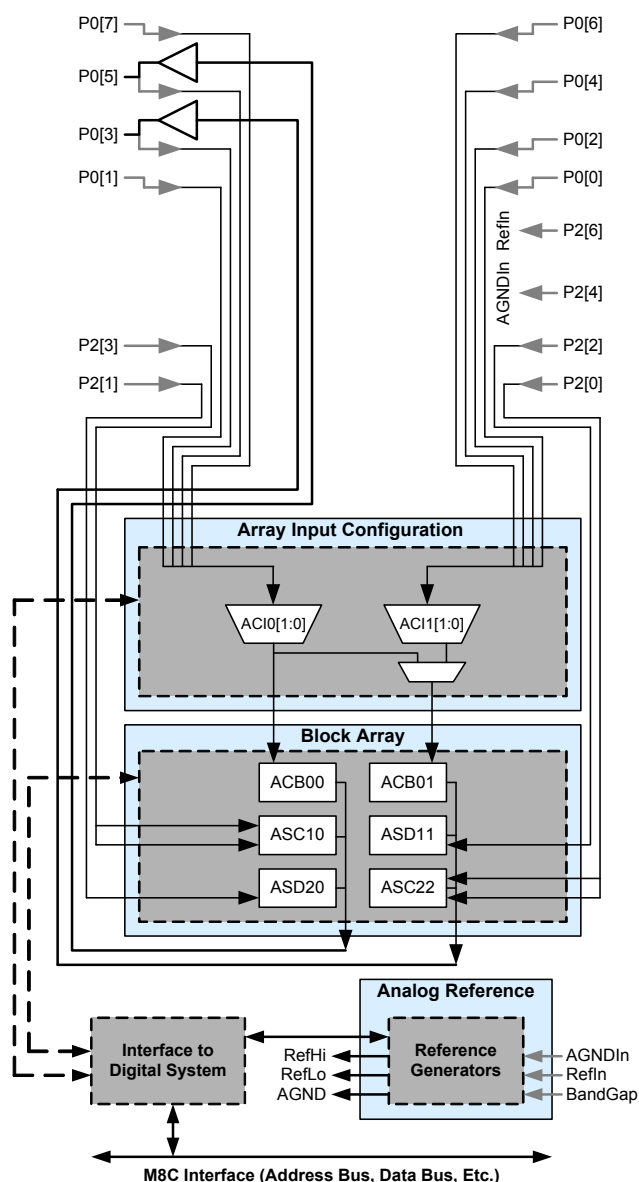 P0[7]
P0[5]
P0[3]
P0[1]
P2[3]
P2[1]
P0[6]
P0[4]
P0[2]
P0[0]
P2[6]
P2[4]
P2[2]
P2[0]
AGNDIn RefIn
Array Input Configuration
ACI0[1:0]
ACI1[1:0]
Block Array
ACB00
ACB01
ASC10
ASD11
ASD20
ASC22
Analog Reference
Interface to
Digital System
RefHi
RefLo
AGND
Reference
Generators
AGNDIn
RefIn
BandGap
M8C Interface (Address Bus, Data Bus, Etc.)